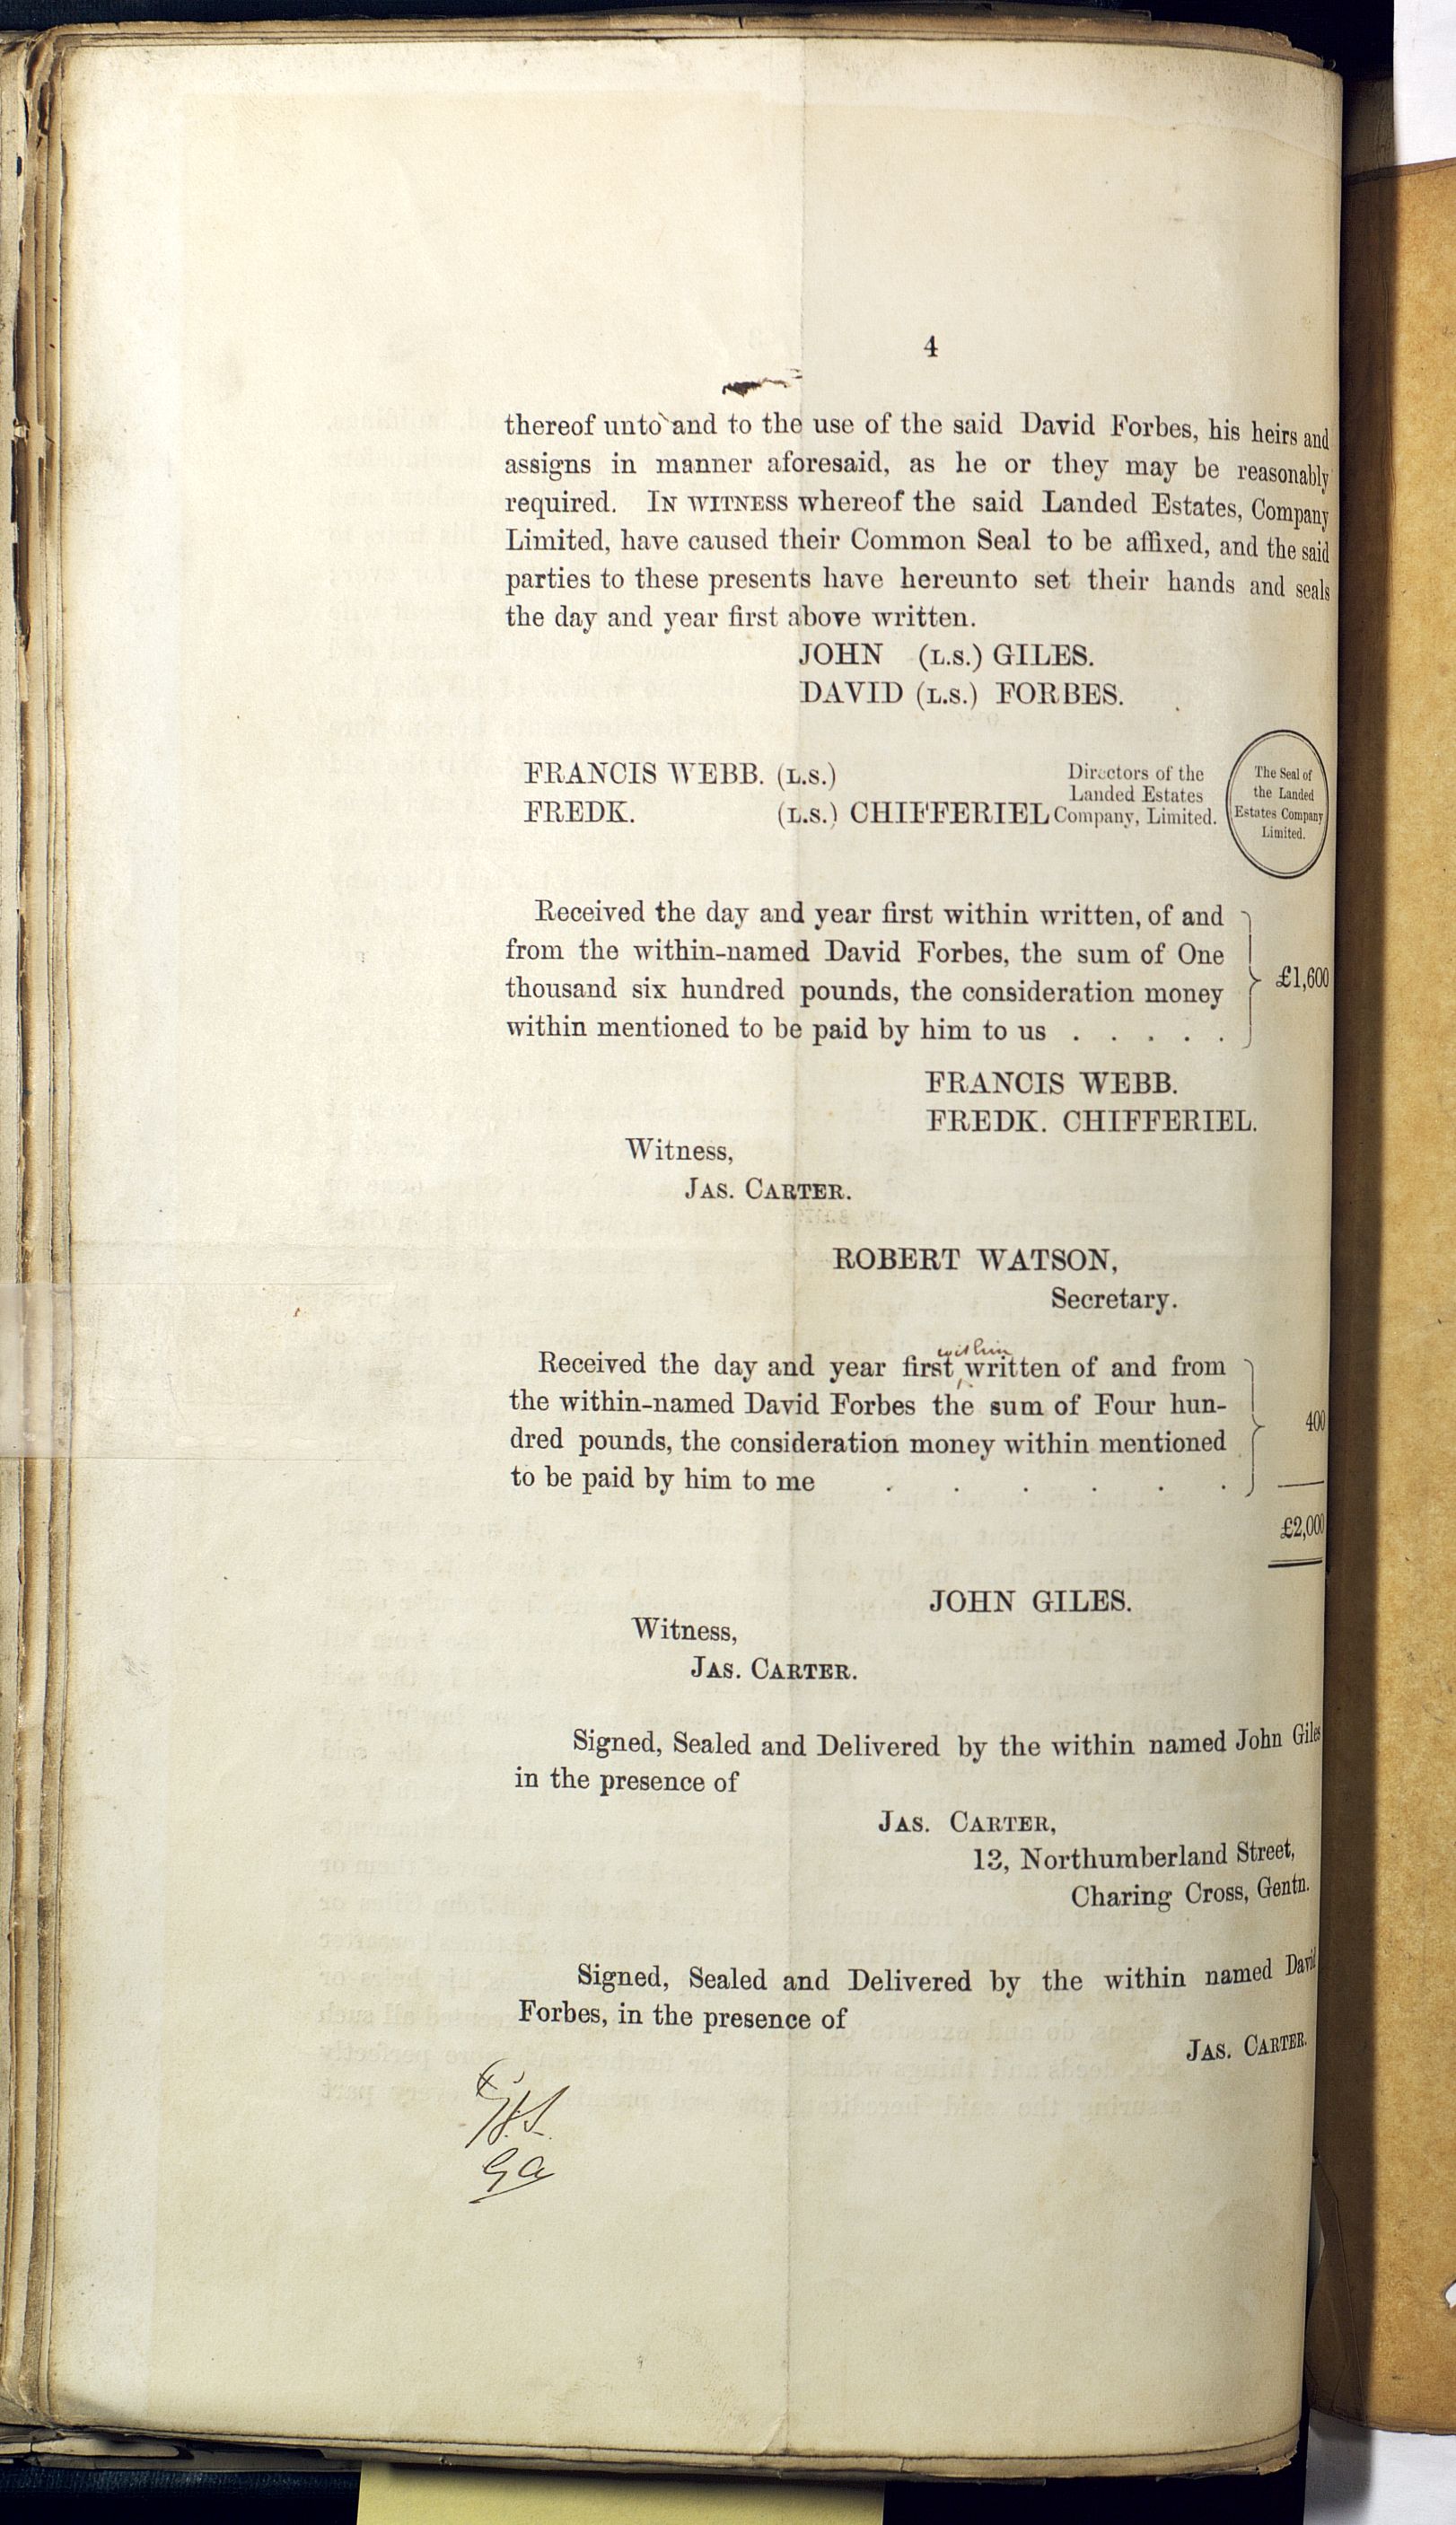 4
thereof unto and to the use of the said David Forbes, his heirs and
assigns in manner aforesaid, as he or they may be reasonably
required. IN WITNESS whereof the said Landed Estates, Company
Limited, have caused their Common Seal to be affixed, and the said
parties to these presents have hereunto set their hands and seals
the day and year first above written.
JOHN (L.S.) GILES.
DAVID (L.S.) FORBES.
FRANCIS WEBB. (L.S.)
FREDK. (L.S.) CHIFFERIEL
Directors of the
Landed Estates
Company, Limited.
The Seal of
the Landed
Estates Company
Limited.
Received the day and year first within written, of and
from the within-named David Forbes, the sum of One
thousand six hundred pounds, the consideration money
within mentioned to be paid by him to us . . . . .
£1,600
FRANCIS WEBB.
FREDK. CHIFFERIEL.
Witness,
JAS. CARTER.
ROBERT WATSON,
Secretary.
within
Received the day and year first written of and from
the within-named David Forbes the sum of Four hun-
dred pounds, the consideration money within mentioned
to be paid by him to me . . . . . .
400
£2,000
JOHN GILES.
Witness,
JAS. CARTER.
Signed, Sealed and Delivered by the within named John Giles
in the presence of
JAS. CARTER,
13, Northumberland Street,
Charing Cross, Gentn.
Signed, Sealed and Delivered by the within named David
Forbes, in the presence of
JAS. CARTER.